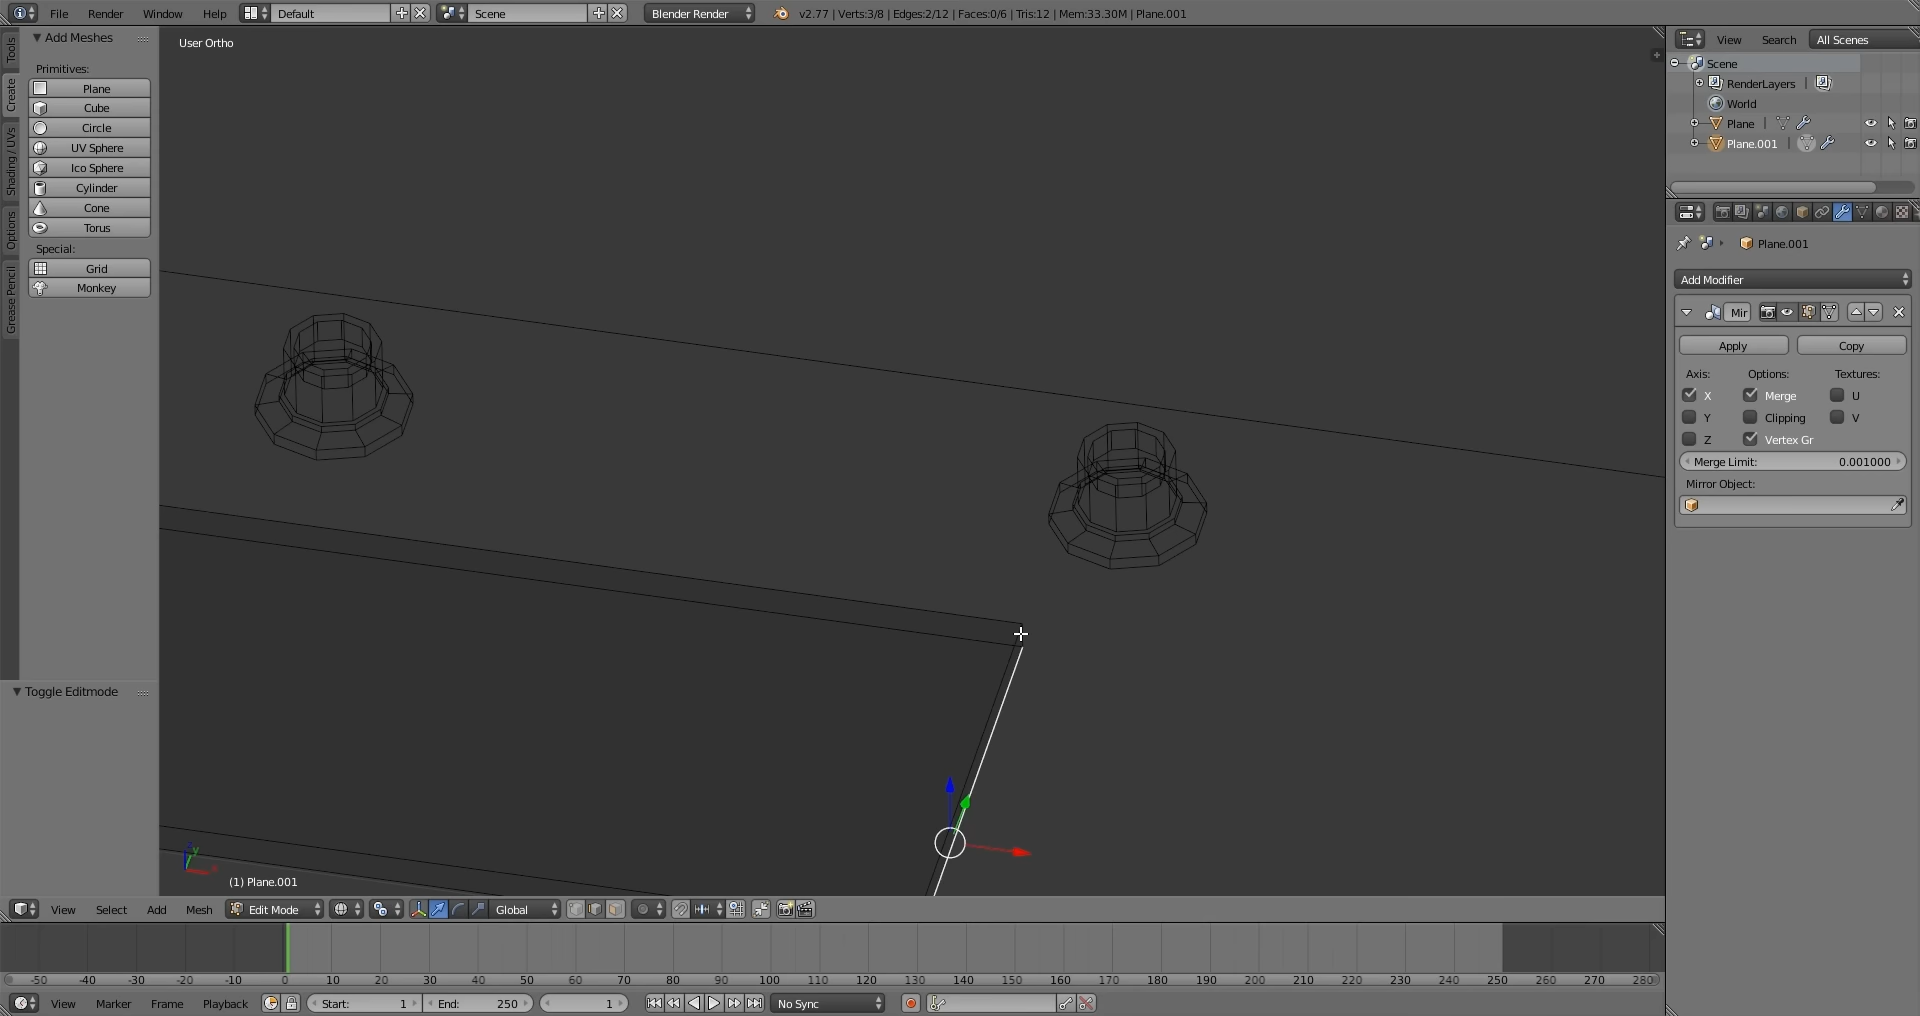 File Render Window Help Default Scene Blender Render v2.77 | Verts:3/8 | Edges:2/12 | Faces:0/6 | Tris:12 | Mem:33.30M | Plane.001
Tools
Create
Shading / UVs
Options
Grease Pencil
Add Meshes
Primitives:
Plane
Cube
Circle
UV Sphere
Ico Sphere
Cylinder
Cone
Torus
Special:
Grid
Monkey
Toggle Editmode
User Ortho
(1) Plane.001
View Search All Scenes
Scene
RenderLayers |
World
Plane |
Plane.001 |
Plane.001
Add Modifier
Mir
Apply Copy
Axis: Options: Textures:
X Merge U
Y Clipping V
Z Vertex Gr
Merge Limit: 0.001000
Mirror Object:
View Select Add Mesh Edit Mode Global
-50 -40 -30 -20 -10 0 10 20 30 40 50 60 70 80 90 100 110 120 130 140 150 160 170 180 190 200 210 220 230 240 250 260 270 280
View Marker Frame Playback Start: 1 End: 250 1 No Sync